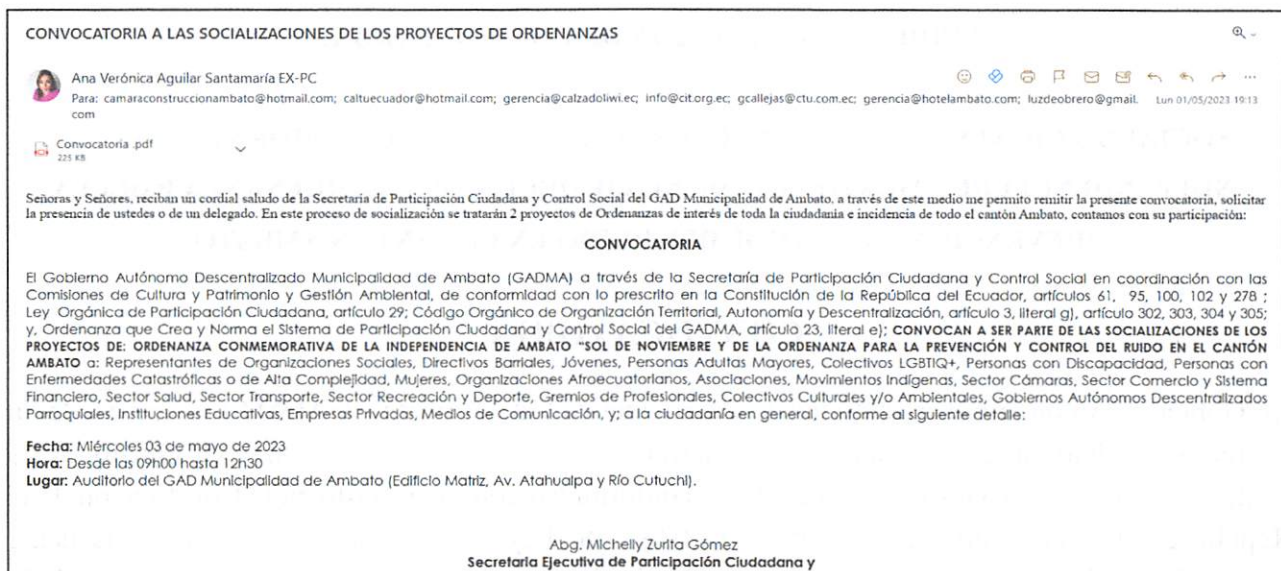 CONVOCATORIA A LAS SOCIALIZACIONES DE LOS PROYECTOS DE ORDENANZAS
Ana Verónica Aguilar Santamaría EX-PC
Para: camaraconstruccionambato@hotmail.com; caltuecuador@hotmail.com; gerencia@calzadoliwi.ec; info@cit.org.ec; gcallejas@ctu.com.ec; gerencia@hotelambato.com; luzdeobrero@gmail. Lun 01/05/2023 19:13
com
Convocatoria .pdf
225 KB
Señoras y Señores, reciban un cordial saludo de la Secretaria de Participación Ciudadana y Control Social del GAD Municipalidad de Ambato, a través de este medio me permito remitir la presente convocatoria, solicitar
la presencia de ustedes o de un delegado. En este proceso de socialización se tratarán 2 proyectos de Ordenanzas de interés de toda la ciudadania e incidencia de todo el cantón Ambato, contamos con su participación:
CONVOCATORIA
El Gobierno Autónomo Descentralizado Municipalidad de Ambato (GADMA) a través de la Secretaría de Participación Ciudadana y Control Social en coordinación con las
Comisiones de Cultura y Patrimonio y Gestión Ambiental, de conformidad con lo prescrito en la Constitución de la República del Ecuador, artículos 61, 95, 100, 102 y 278 ;
Ley Orgánica de Participación Ciudadana, artículo 29; Código Orgánico de Organización Territorial, Autonomía y Descentralización, artículo 3, literal g), artículo 302, 303, 304 y 305;
y, Ordenanza que Crea y Norma el Sistema de Participación Ciudadana y Control Social del GADMA, artículo 23, literal e); CONVOCAN A SER PARTE DE LAS SOCIALIZACIONES DE LOS
PROYECTOS DE: ORDENANZA CONMEMORATIVA DE LA INDEPENDENCIA DE AMBATO "SOL DE NOVIEMBRE Y DE LA ORDENANZA PARA LA PREVENCIÓN Y CONTROL DEL RUIDO EN EL CANTÓN
AMBATO a: Representantes de Organizaciones Sociales, Directivos Barriales, Jóvenes, Personas Adultas Mayores, Colectivos LGBTIQ+, Personas con Discapacidad, Personas con
Enfermedades Catastróficas o de Alta Complejidad, Mujeres, Organizaciones Afroecuatorianos, Asociaciones, Movimientos Indígenas, Sector Cámaras, Sector Comercio y Sistema
Financiero, Sector Salud, Sector Transporte, Sector Recreación y Deporte, Gremios de Profesionales, Colectivos Culturales y/o Ambientales, Gobiernos Autónomos Descentralizados
Parroquiales, Instituciones Educativas, Empresas Privadas, Medios de Comunicación, y; a la ciudadanía en general, conforme al siguiente detalle:
Fecha: Miércoles 03 de mayo de 2023
Hora: Desde las 09h00 hasta 12h30
Lugar: Auditorio del GAD Municipalidad de Ambato (Edificio Matriz, Av. Atahualpa y Río Cutuchi).
Abg. Michelly Zurita Gómez
Secretaria Ejecutiva de Participación Ciudadana y